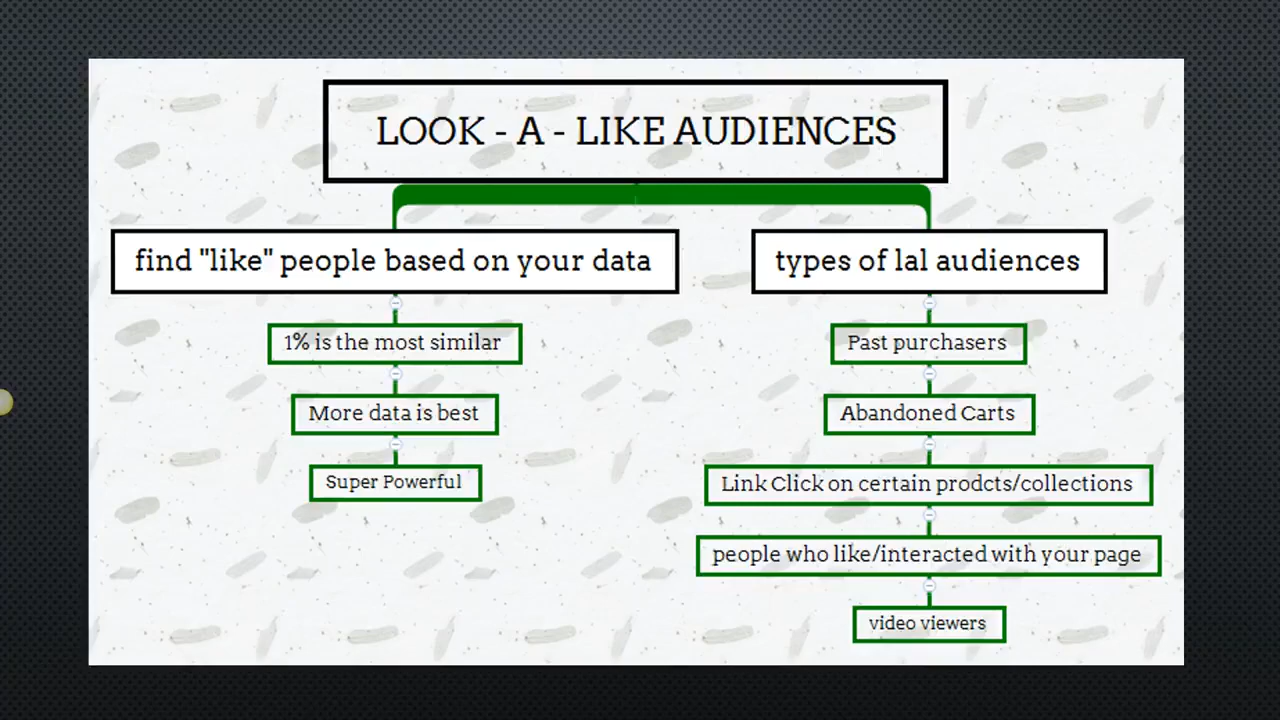 LOOK - A - LIKE AUDIENCES
find "like" people based on your data
1% is the most similar
More data is best
Super Powerful
types of lal audiences
Past purchasers
Abandoned Carts
Link Click on certain prodcts/collections
people who like/interacted with your page
video viewers